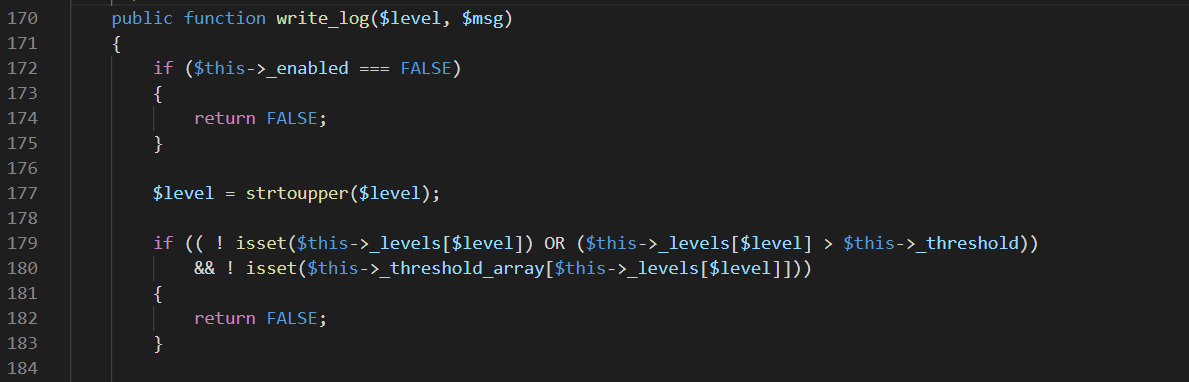 170 public function write_log($level, $msg)
171 {
172 if ($this->_enabled === FALSE)
173 {
174 return FALSE;
175 }
176
177 $level = strtoupper($level);
178
179 if (( ! isset($this->_levels[$level]) OR ($this->_levels[$level] > $this->_threshold))
180 && ! isset($this->_threshold_array[$this->_levels[$level]]))
181 {
182 return FALSE;
183 }
184